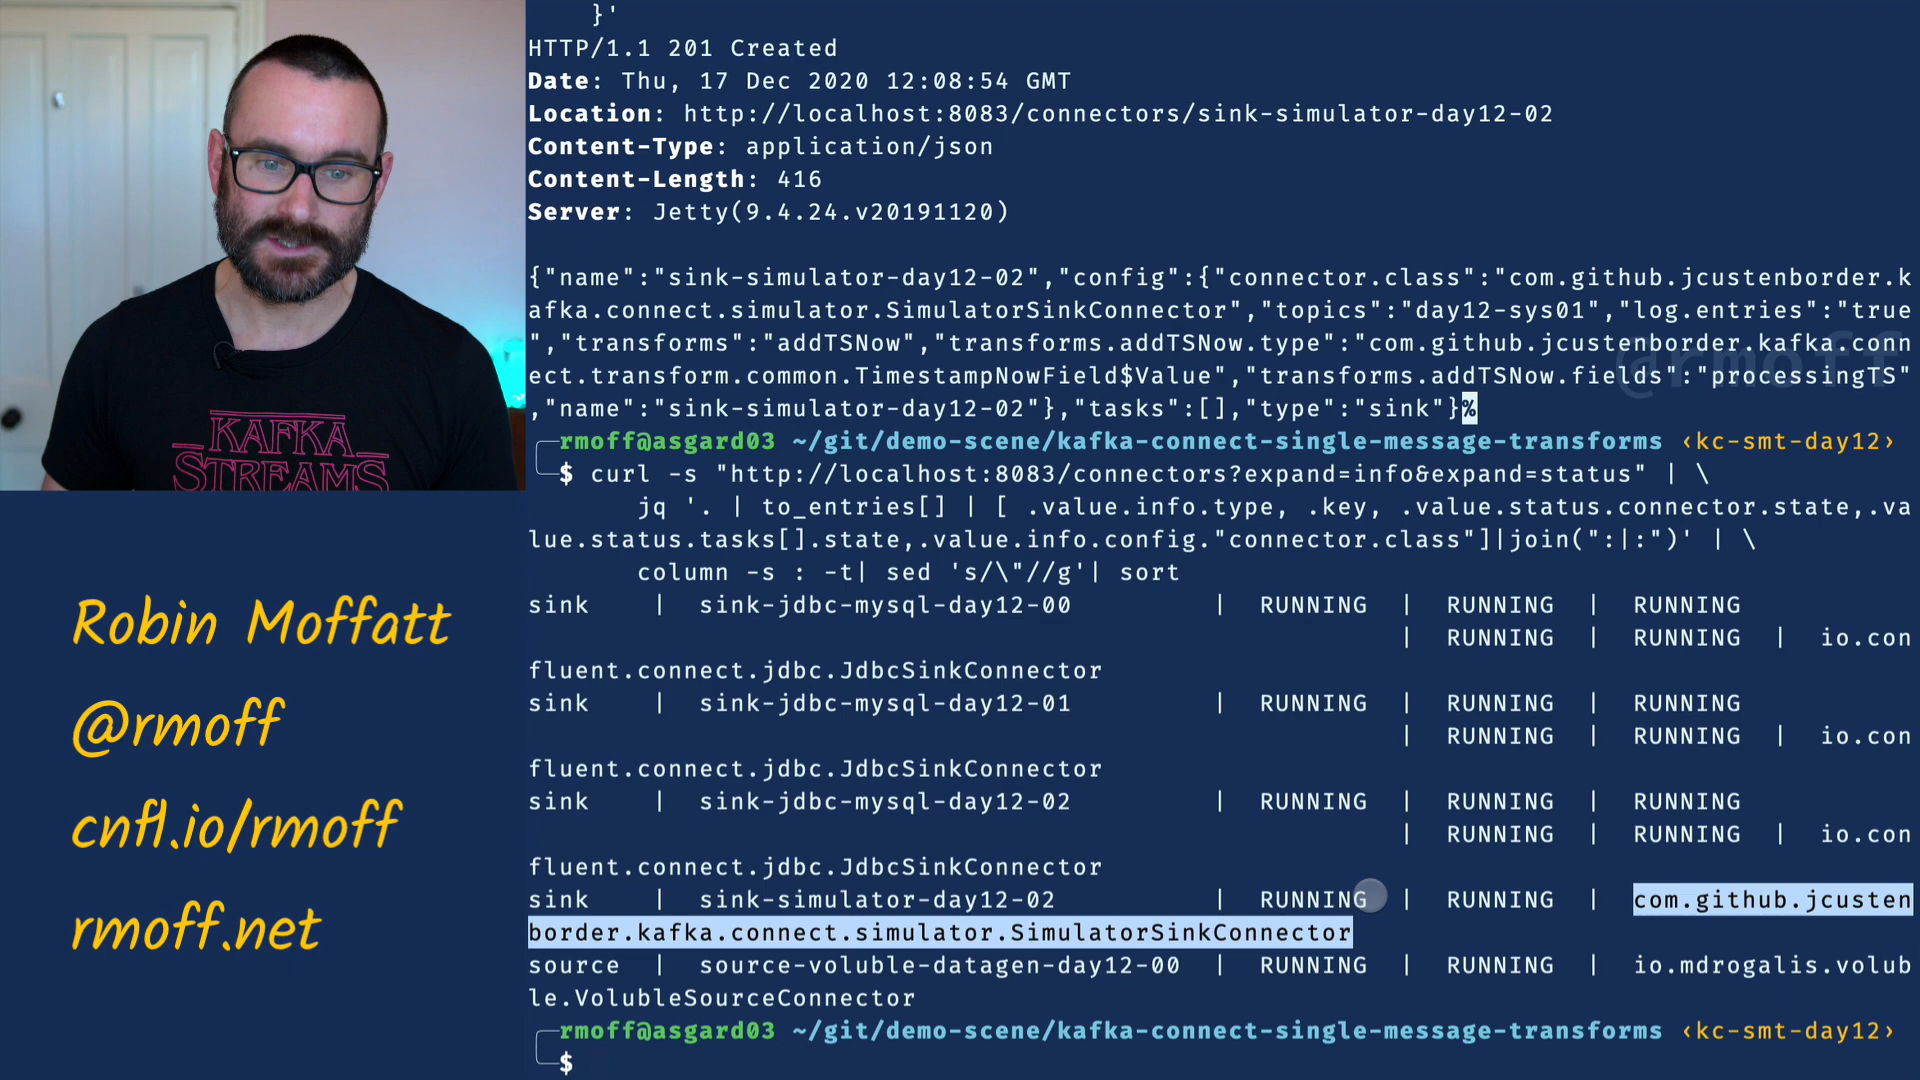 }'
HTTP/1.1 201 Created
Date: Thu, 17 Dec 2020 12:08:54 GMT
Location: http://localhost:8083/connectors/sink-simulator-day12-02
Content-Type: application/json
Content-Length: 416
Server: Jetty(9.4.24.v20191120)
{"name":"sink-simulator-day12-02","config":{"connector.class":"com.github.jcustenborder.k
afka.connect.simulator.SimulatorSinkConnector","topics":"day12-sys01","log.entries":"true
","transforms":"addTSNow","transforms.addTSNow.type":"com.github.jcustenborder.kafka.conn
ect.transform.common.TimestampNowField$Value","transforms.addTSNow.fields":"processingTS"
,"name":"sink-simulator-day12-02"},"tasks":[],"type":"sink"}%
@rmoff
rmoff@asgard03 ~/git/demo-scene/kafka-connect-single-message-transforms ‹kc-smt-day12›
$ curl -s "http://localhost:8083/connectors?expand=info&expand=status" | \
jq '. | to_entries[] | [ .value.info.type, .key, .value.status.connector.state,.va
lue.status.tasks[].state,.value.info.config."connector.class"]|join(":|:")' | \
column -s : -t| sed 's/\"//g'| sort
sink | sink-jdbc-mysql-day12-00 | RUNNING | RUNNING | RUNNING
| RUNNING | RUNNING | io.con
fluent.connect.jdbc.JdbcSinkConnector
sink | sink-jdbc-mysql-day12-01 | RUNNING | RUNNING | RUNNING
| RUNNING | RUNNING | io.con
fluent.connect.jdbc.JdbcSinkConnector
sink | sink-jdbc-mysql-day12-02 | RUNNING | RUNNING | RUNNING
| RUNNING | RUNNING | io.con
fluent.connect.jdbc.JdbcSinkConnector
sink | sink-simulator-day12-02 | RUNNING | RUNNING | com.github.jcusten
border.kafka.connect.simulator.SimulatorSinkConnector
source | source-voluble-datagen-day12-00 | RUNNING | RUNNING | io.mdrogalis.volub
le.VolubleSourceConnector
rmoff@asgard03 ~/git/demo-scene/kafka-connect-single-message-transforms ‹kc-smt-day12›
$
KAFKA
STREAMS
Robin Moffatt
@rmoff
cnfl.io/rmoff
rmoff.net